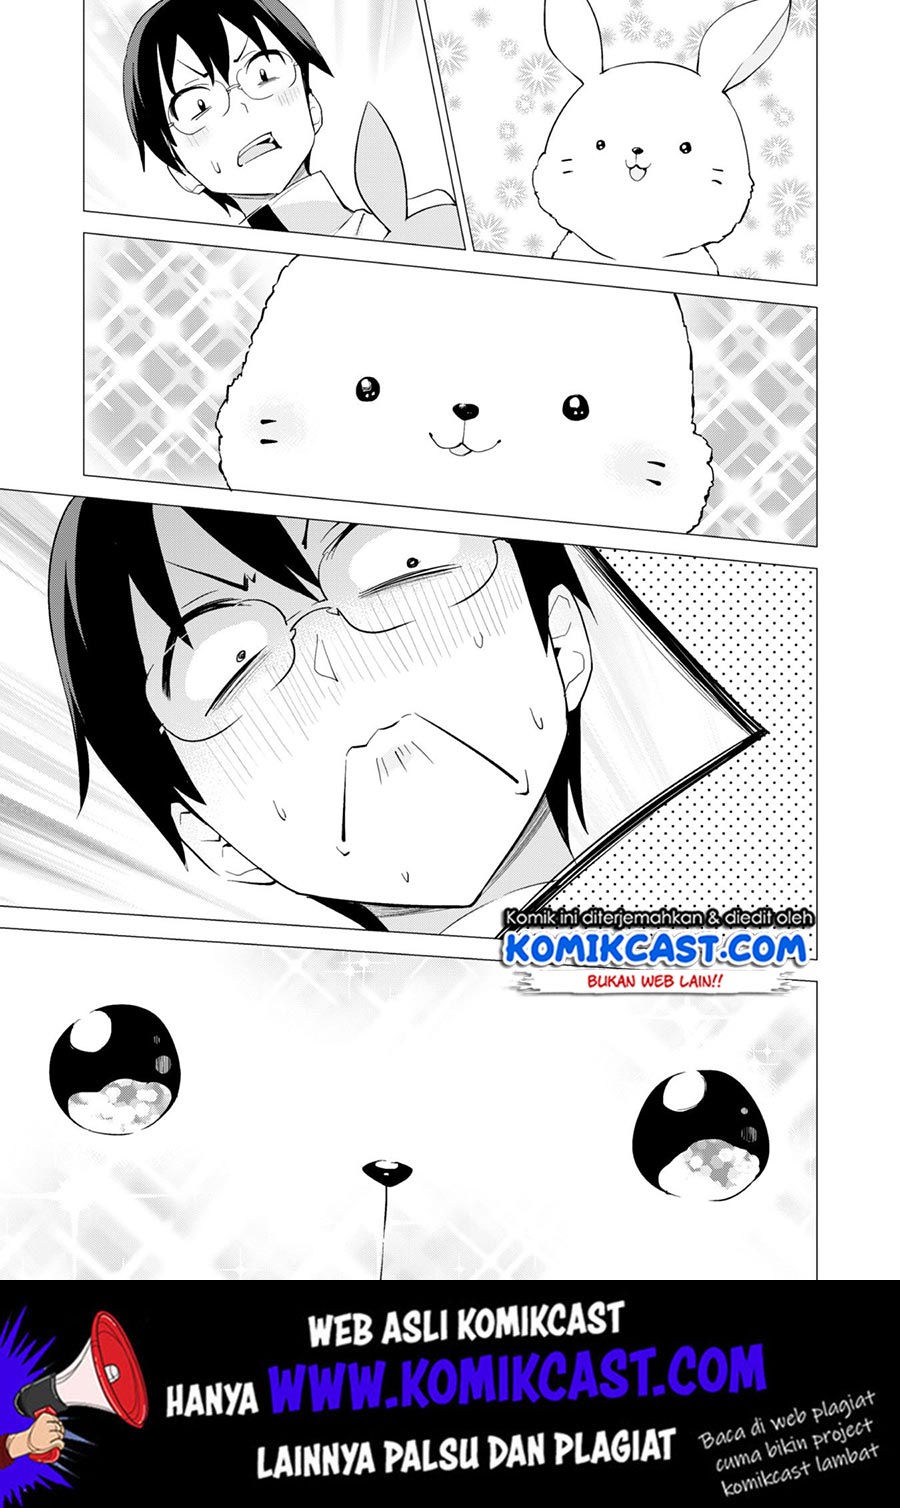 Komik ini diterjemahkan & diedit oleh
KOMIKCAST.COM
BUKAN WEB LAIN!!
WEB ASLI KOMIKCAST
HANYA WWW.KOMIKCAST.COM
LAINNYA PALSU DAN PLAGIAT
Baca di web plagiat
cuma bikin project
komikcast lambat